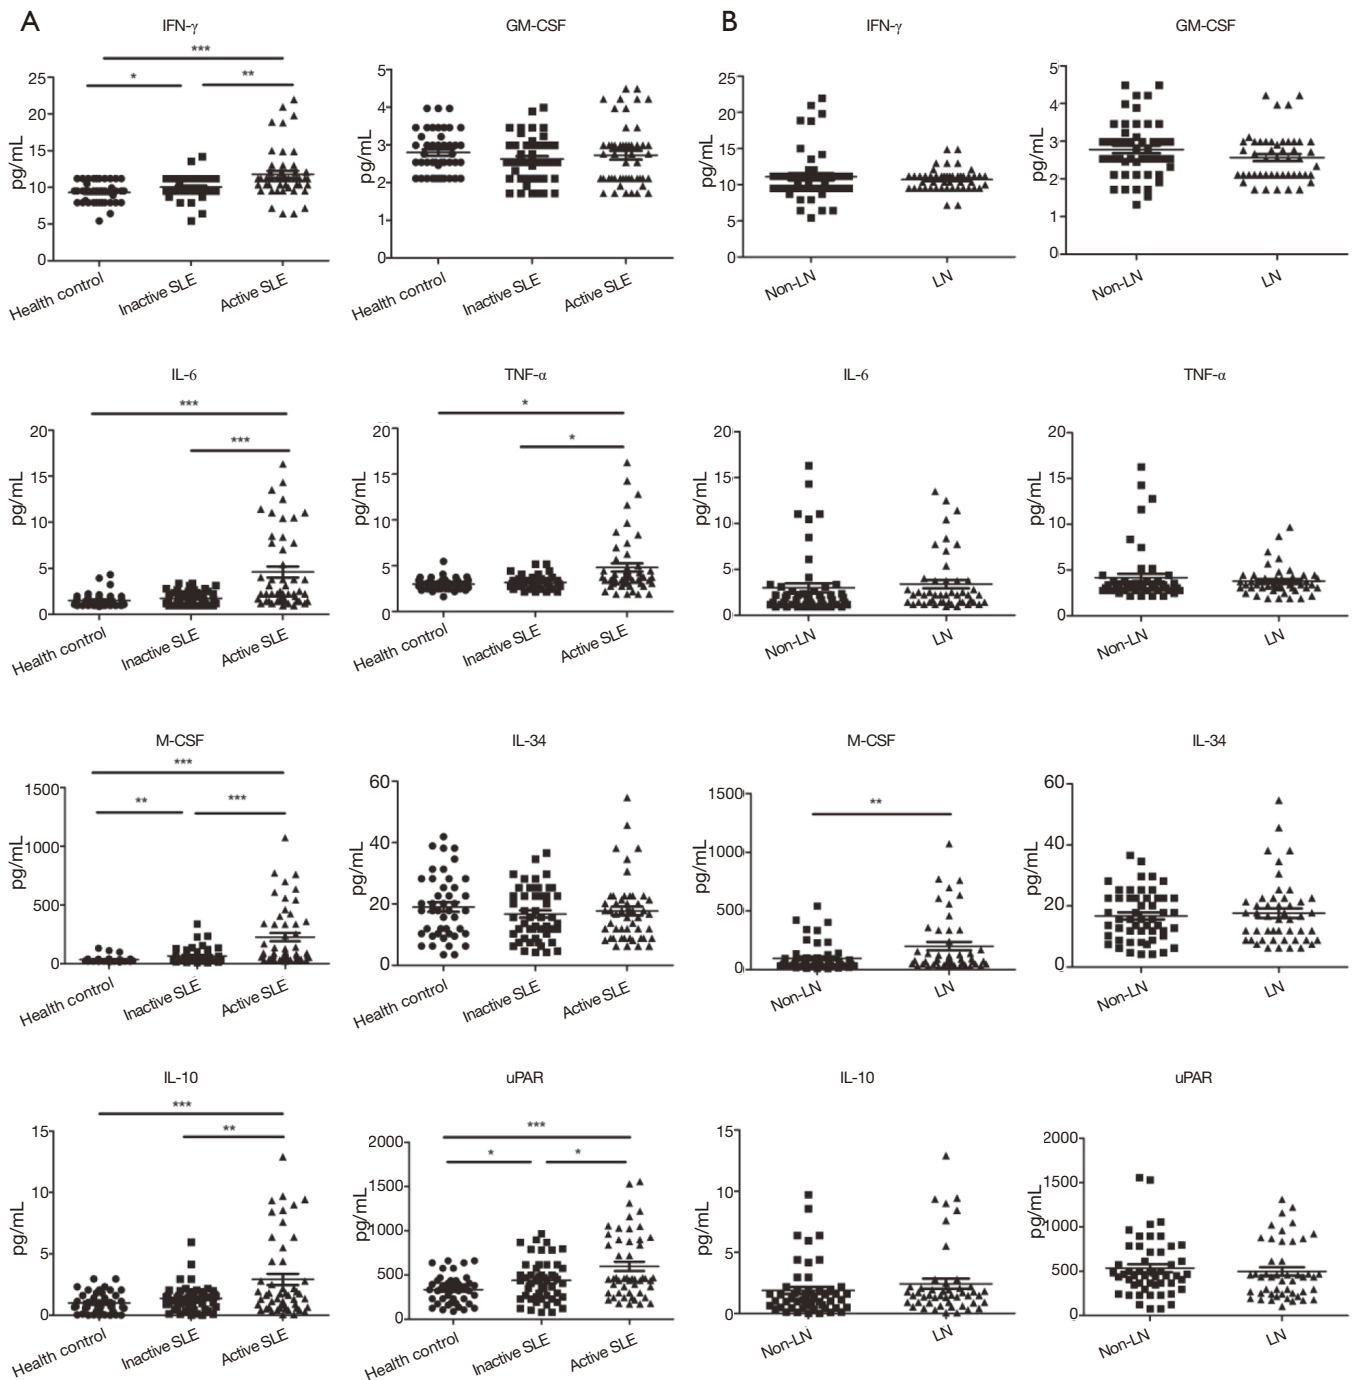 A
B
IFN-γ
GM-CSF
IFN-γ
GM-CSF
***
*
**
pg/mL
25
20
15
10
5
0
Health control
Inactive SLE
Active SLE
pg/mL
5
4
3
2
1
0
Health control
Inactive SLE
Active SLE
pg/mL
25
20
15
10
5
0
Non-LN
LN
pg/mL
5
4
3
2
1
0
Non-LN
LN
IL-6
TNF-α
IL-6
TNF-α
***
***
pg/mL
20
15
10
5
0
Health control
Inactive SLE
Active SLE
*
*
pg/mL
20
15
10
5
0
Health control
Inactive SLE
Active SLE
pg/mL
20
15
10
5
0
Non-LN
LN
pg/mL
20
15
10
5
0
Non-LN
LN
M-CSF
IL-34
M-CSF
IL-34
***
**
***
pg/mL
1500
1000
500
0
Health control
Inactive SLE
Active SLE
pg/mL
60
40
20
0
Health control
Inactive SLE
Active SLE
**
pg/mL
1500
1000
500
0
Non-LN
LN
pg/mL
60
40
20
0
Non-LN
LN
IL-10
uPAR
IL-10
uPAR
***
**
pg/mL
15
10
5
0
Health control
Inactive SLE
Active SLE
***
*
*
pg/mL
2000
1500
1000
500
0
Health control
Inactive SLE
Active SLE
pg/mL
15
10
5
0
Non-LN
LN
pg/mL
2000
1500
1000
500
0
Non-LN
LN